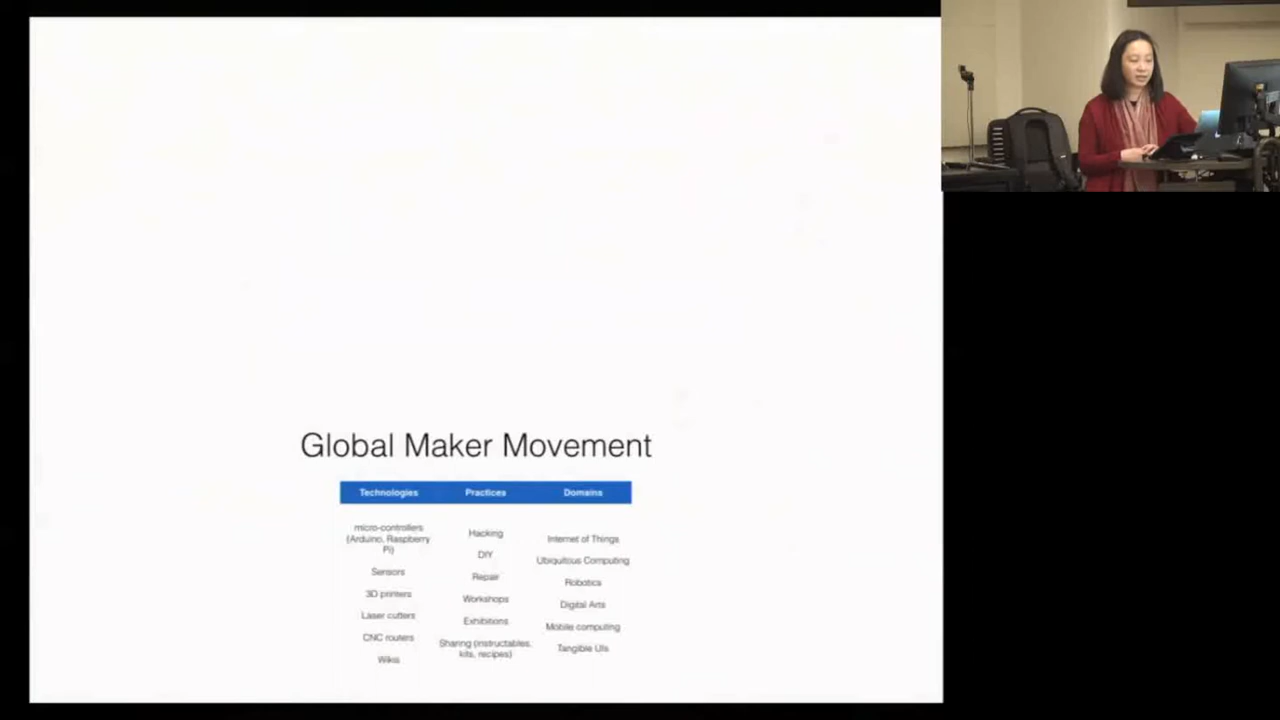 Global Maker Movement
Technologies Practices Domains
micro-controllers
(Arduino, Raspberry
Pi)
Sensors
3D printers
Laser cutters
CNC routers
Wikis
Hacking
DIY
Repair
Workshops
Exhibitions
Sharing (instructables,
kits, recipes)
Internet of Things
Ubiquitious Computing
Robotics
Digital Arts
Mobile computing
Tangible UIs